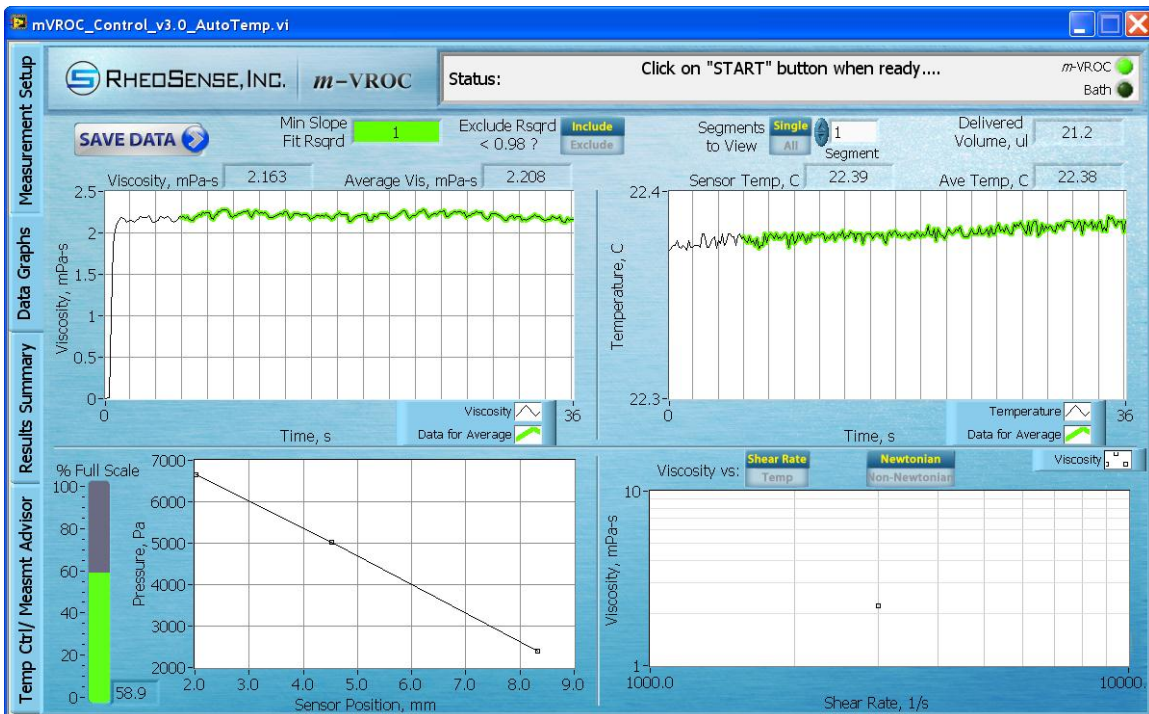 mVROC_Control_v3.0_AutoTemp.vi
Measurement Setup
Data Graphs
Results Summary
Temp Ctrl/ Measmt Advisor
RHEOSENSE, INC. m-VROC
Status: Click on "START" button when ready....
m-VROC
Bath
SAVE DATA
Min Slope Fit Rsqrd 1
Exclude Rsqrd < 0.98 ? Include Exclude
Segments to View Single All 1 Segment
Delivered Volume, ul 21.2
Viscosity, mPa-s 2.163 Average Vis, mPa-s 2.208
2.5
2
1.5
1
0.5
0
Viscosity, mPa-s
0 36
Time, s
Viscosity
Data for Average
Sensor Temp, C 22.39 Ave Temp, C 22.38
22.4
22.3
Temperature, C
0 36
Time, s
Temperature
Data for Average
% Full Scale
100
80
60
40
20
0
58.9
7000
6000
5000
4000
3000
2000
Pressure, Pa
2.0 3.0 4.0 5.0 6.0 7.0 8.0 9.0
Sensor Position, mm
Viscosity vs: Shear Rate Temp Newtonian Non-Newtonian
Viscosity
10
1
Viscosity, mPa-s
1000.0 10000.
Shear Rate, 1/s